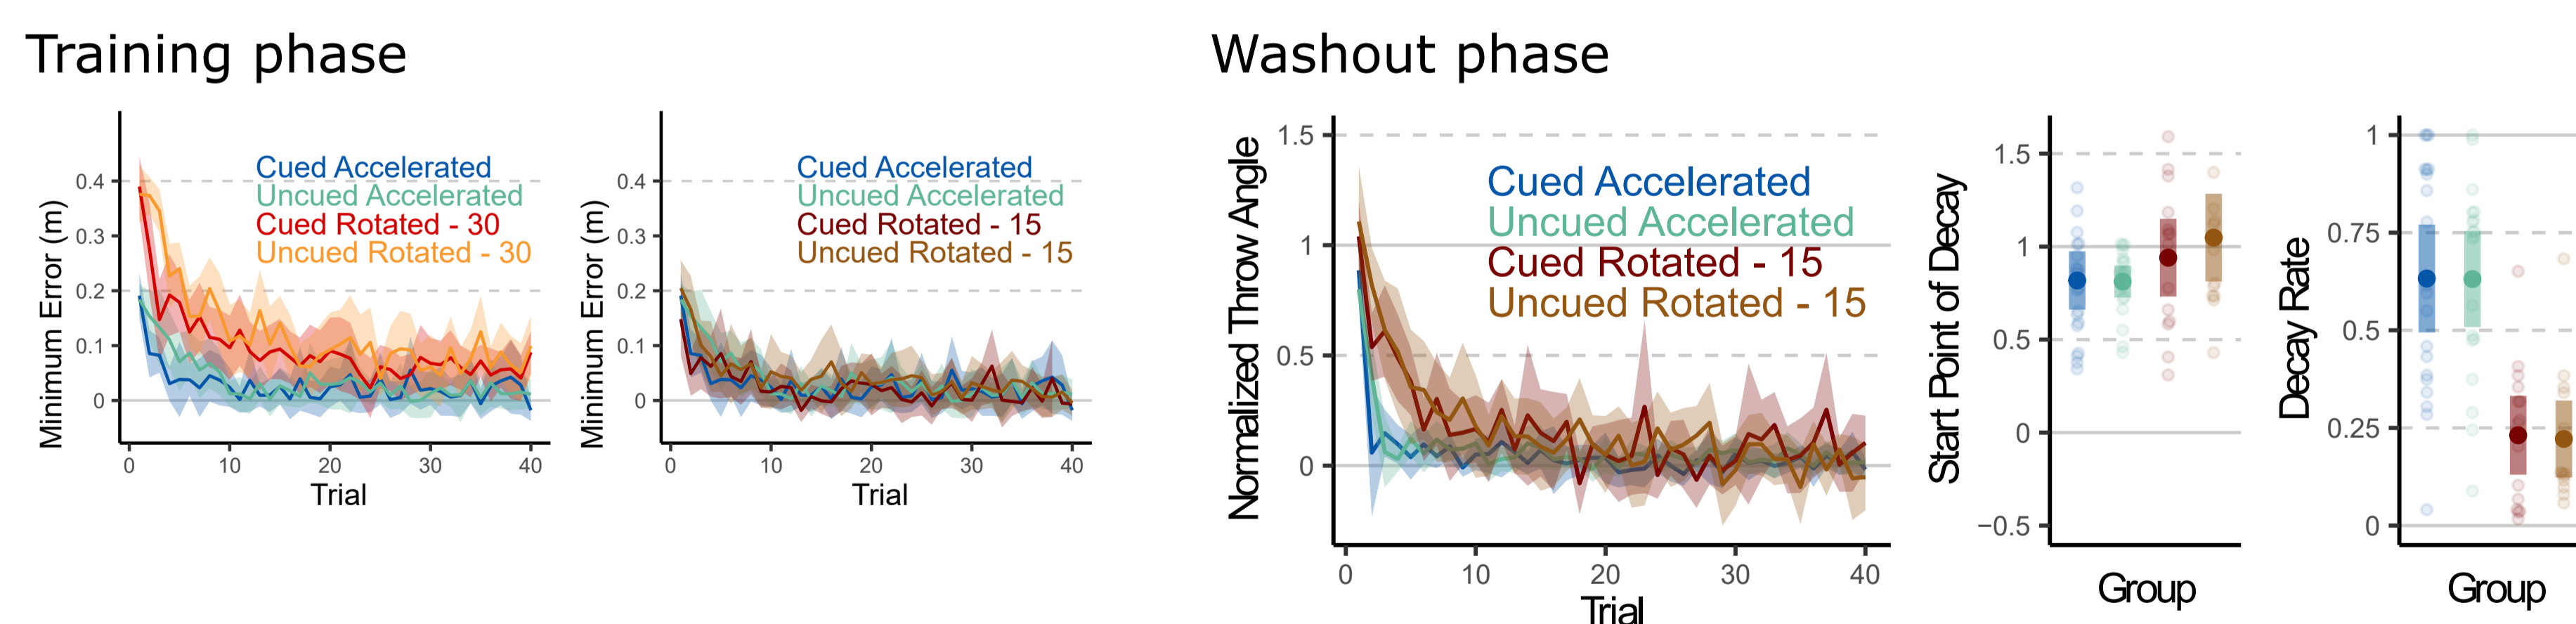 Training phase
Minimum Error (m)
0.4
0.3
0.2
0.1
0
Cued Accelerated
Uncued Accelerated
Cued Rotated - 30
Uncued Rotated - 30
0 10 20 30 40
Trial
Minimum Error (m)
0.4
0.3
0.2
0.1
0
Cued Accelerated
Uncued Accelerated
Cued Rotated - 15
Uncued Rotated - 15
0 10 20 30 40
Trial
Washout phase
Normalized Throw Angle
1.5
1
0.5
0
Cued Accelerated
Uncued Accelerated
Cued Rotated - 15
Uncued Rotated - 15
0 10 20 30 40
Trial
Start Point of Decay
1.5
1
0.5
0
−0.5
Group
Decay Rate
1
0.75
0.5
0.25
0
Group